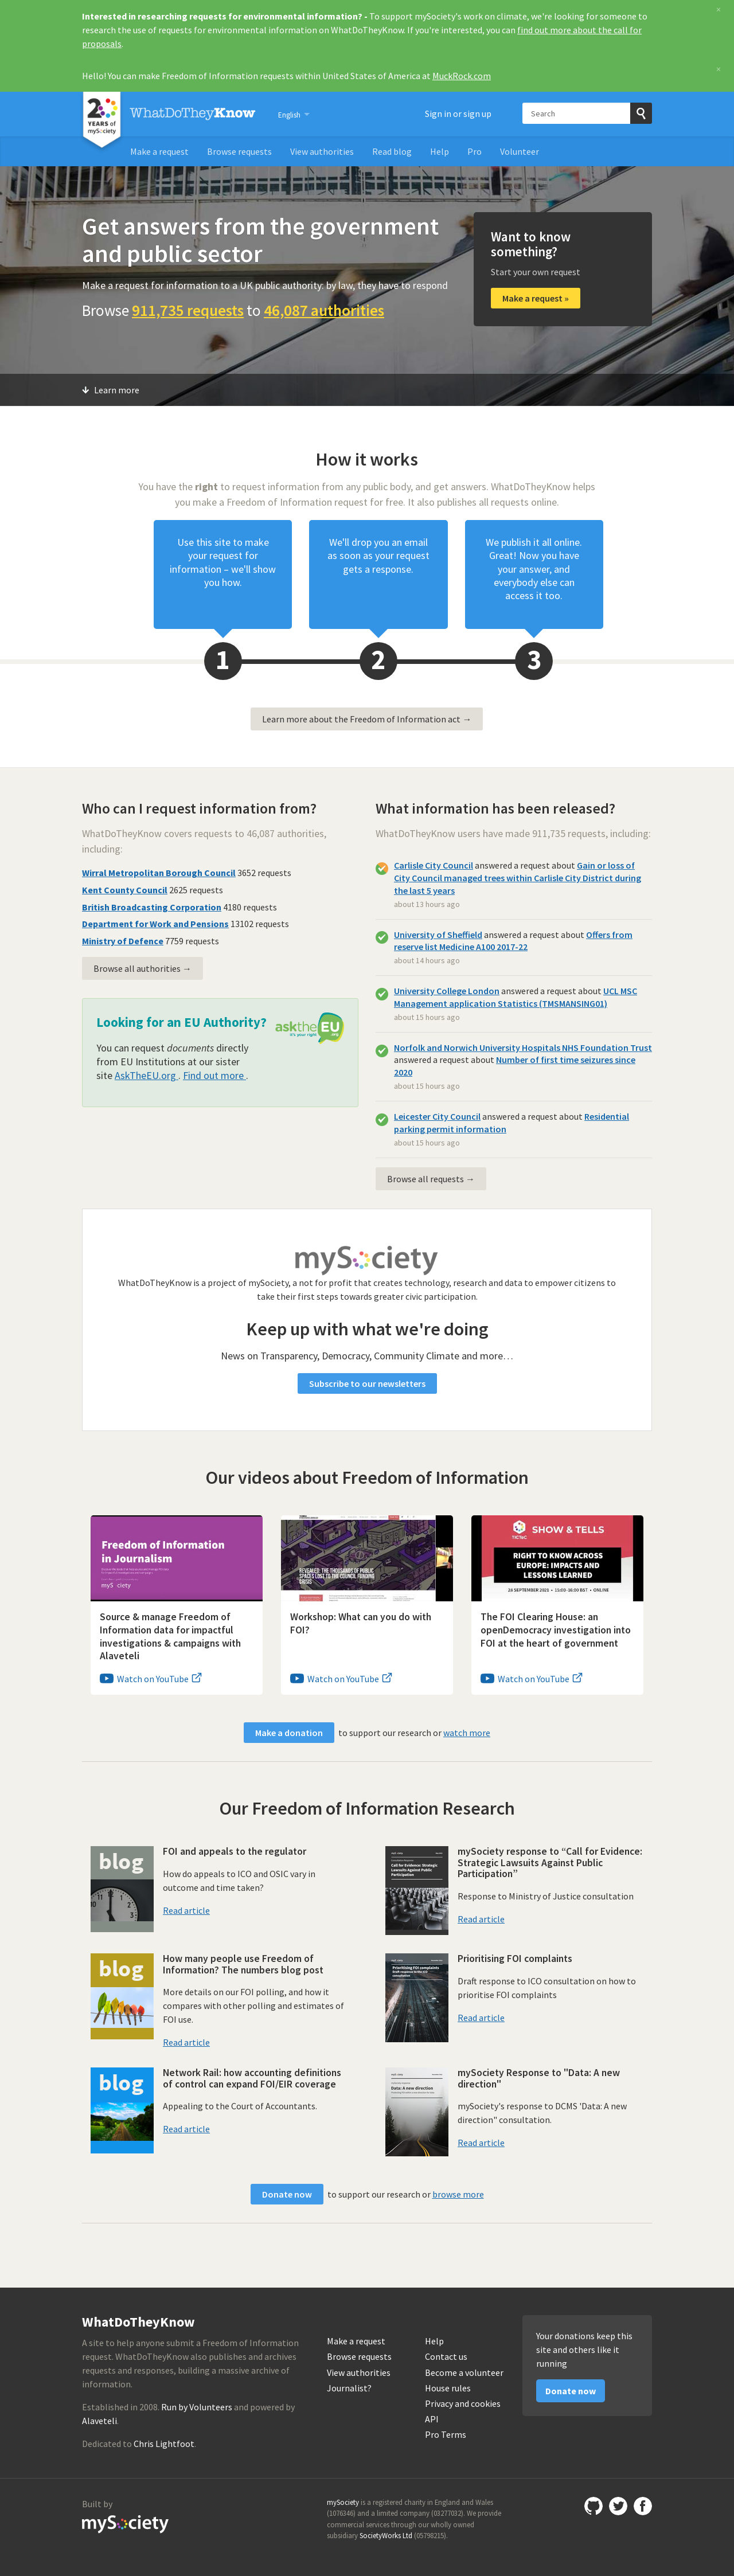 Interested in researching requests for environmental information? - To support mySociety's work on climate, we're looking for someone to
research the use of requests for environmental information on WhatDoTheyKnow. If you're interested, you can find out more about the call for
proposals.
×
Hello! You can make Freedom of Information requests within United States of America at MuckRock.com
×
20
YEARS of
mySociety
WhatDoTheyKnow
English
Sign in or sign up
Search
Make a request
Browse requests
View authorities
Read blog
Help
Pro
Volunteer
Get answers from the government
and public sector
Make a request for information to a UK public authority: by law, they have to respond
Browse 911,735 requests to 46,087 authorities
Want to know
something?
Start your own request
Make a request »
Learn more
How it works
You have the right to request information from any public body, and get answers. WhatDoTheyKnow helps
you make a Freedom of Information request for free. It also publishes all requests online.
Use this site to make
your request for
information – we'll show
you how.
We'll drop you an email
as soon as your request
gets a response.
We publish it all online.
Great! Now you have
your answer, and
everybody else can
access it too.
1
2
3
Learn more about the Freedom of Information act →
Who can I request information from?
WhatDoTheyKnow covers requests to 46,087 authorities,
including:
Wirral Metropolitan Borough Council 3652 requests
Kent County Council 2625 requests
British Broadcasting Corporation 4180 requests
Department for Work and Pensions 13102 requests
Ministry of Defence 7759 requests
Browse all authorities →
Looking for an EU Authority?
asktheEU
it's your right
You can request documents directly
from EU Institutions at our sister
site AskTheEU.org . Find out more .
What information has been released?
WhatDoTheyKnow users have made 911,735 requests, including:
Carlisle City Council answered a request about Gain or loss of
City Council managed trees within Carlisle City District during
the last 5 years
about 13 hours ago
University of Sheffield answered a request about Offers from
reserve list Medicine A100 2017-22
about 14 hours ago
University College London answered a request about UCL MSC
Management application Statistics (TMSMANSING01)
about 15 hours ago
Norfolk and Norwich University Hospitals NHS Foundation Trust
answered a request about Number of first time seizures since
2020
about 15 hours ago
Leicester City Council answered a request about Residential
parking permit information
about 15 hours ago
Browse all requests →
mySociety
WhatDoTheyKnow is a project of mySociety, a not for profit that creates technology, research and data to empower citizens to
take their first steps towards greater civic participation.
Keep up with what we're doing
News on Transparency, Democracy, Community Climate and more…
Subscribe to our newsletters
Our videos about Freedom of Information
Freedom of Information
in Journalism
mySociety
Source & manage Freedom of
Information data for impactful
investigations & campaigns with
Alaveteli
Watch on YouTube
REVEALED: THE THOUSANDS OF PUBLIC
SPACES LOST TO THE COUNCIL FUNDING
CRISIS
Workshop: What can you do with
FOI?
Watch on YouTube
TICTeC
SHOW & TELLS
RIGHT TO KNOW ACROSS
EUROPE: IMPACTS AND
LESSONS LEARNED
The FOI Clearing House: an
openDemocracy investigation into
FOI at the heart of government
Watch on YouTube
Make a donation to support our research or watch more
Our Freedom of Information Research
blog
FOI and appeals to the regulator
How do appeals to ICO and OSIC vary in
outcome and time taken?
Read article
Call for Evidence: Strategic
Lawsuits Against Public
Participation
mySociety response to “Call for Evidence:
Strategic Lawsuits Against Public
Participation”
Response to Ministry of Justice consultation
Read article
blog
How many people use Freedom of
Information? The numbers blog post
More details on our FOI polling, and how it
compares with other polling and estimates of
FOI use.
Read article
Prioritising FOI complaints
Prioritising FOI complaints
Draft response to ICO consultation on how to
prioritise FOI complaints
Read article
blog
Network Rail: how accounting definitions
of control can expand FOI/EIR coverage
Appealing to the Court of Accountants.
Read article
Data: A new direction
mySociety Response to "Data: A new
direction"
mySociety's response to DCMS 'Data: A new
direction" consultation.
Read article
Donate now to support our research or browse more
WhatDoTheyKnow
A site to help anyone submit a Freedom of Information
request. WhatDoTheyKnow also publishes and archives
requests and responses, building a massive archive of
information.
Established in 2008. Run by Volunteers and powered by
Alaveteli.
Dedicated to Chris Lightfoot.
Make a request
Browse requests
View authorities
Journalist?
Help
Contact us
Become a volunteer
House rules
Privacy and cookies
API
Pro Terms
Your donations keep this
site and others like it
running
Donate now
Built by
mySociety
mySociety is a registered charity in England and Wales
(1076346) and a limited company (03277032). We provide
commercial services through our wholly owned
subsidiary SocietyWorks Ltd (05798215).